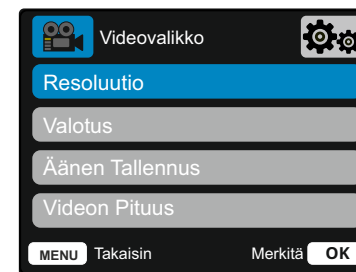 Videovalikko
Resoluutio
Valotus
Äänen Tallennus
Videon Pituus
MENU Takaisin Merkitä OK